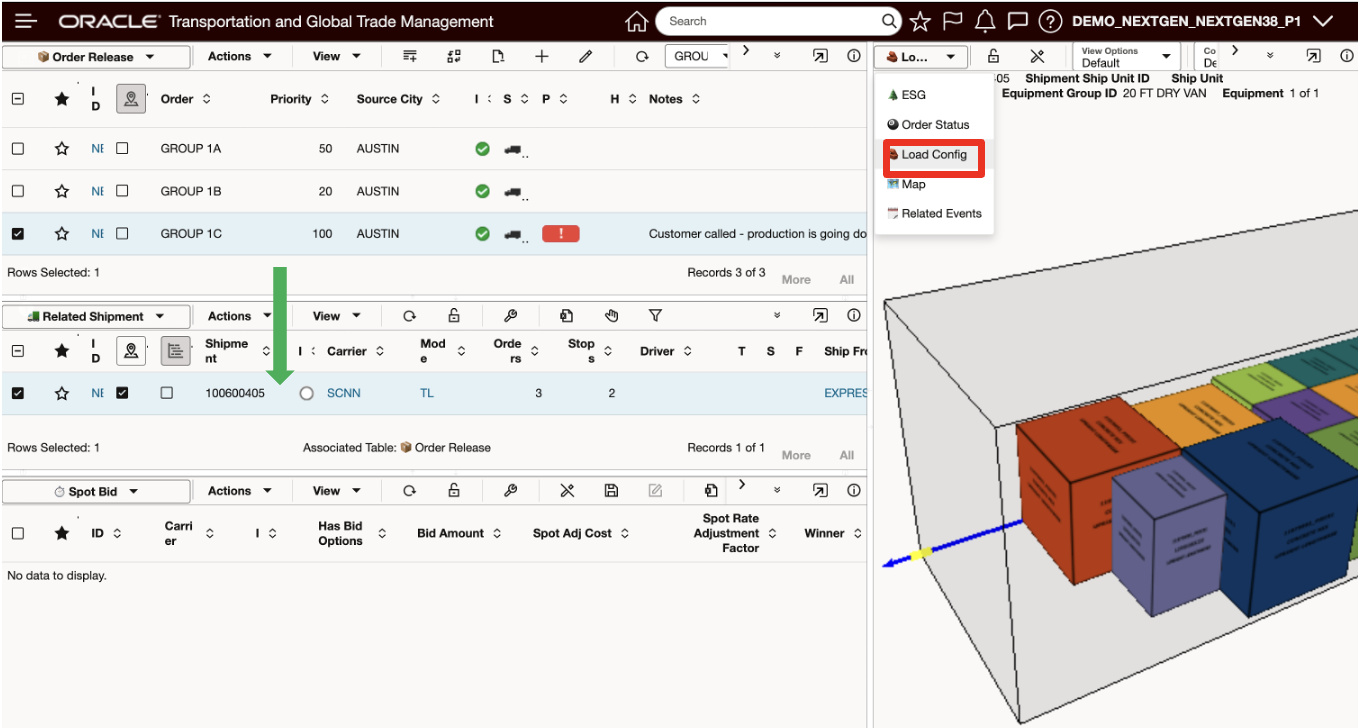 ORACLE Transportation and Global Trade Management Search DEMO_NEXTGEN_NEXTGEN38_P1
Order Release Actions View GROU
ID Order Priority Source City I S P H Notes
GROUP 1A 50 AUSTIN
GROUP 1B 20 AUSTIN
NE GROUP 1C 100 AUSTIN ! Customer called - production is going do
Rows Selected: 1 Records 3 of 3 More All
Related Shipment Actions View
ID Shipment I Carrier Mode Orders Stops Driver T S F Ship Fro
NE 100600405 SCNN TL 3 2 EXPRES
Rows Selected: 1 Associated Table: Order Release Records 1 of 1 More All
Spot Bid Actions View
ID Carrier I Has Bid Options Bid Amount Spot Adj Cost Spot Rate Adjustment Factor Winner
No data to display.
Lo... View Options Default Co De
405 Shipment Ship Unit ID Ship Unit
Equipment Group ID 20 FT DRY VAN Equipment 1 of 1
ESG
Order Status
Load Config
Map
Related Events